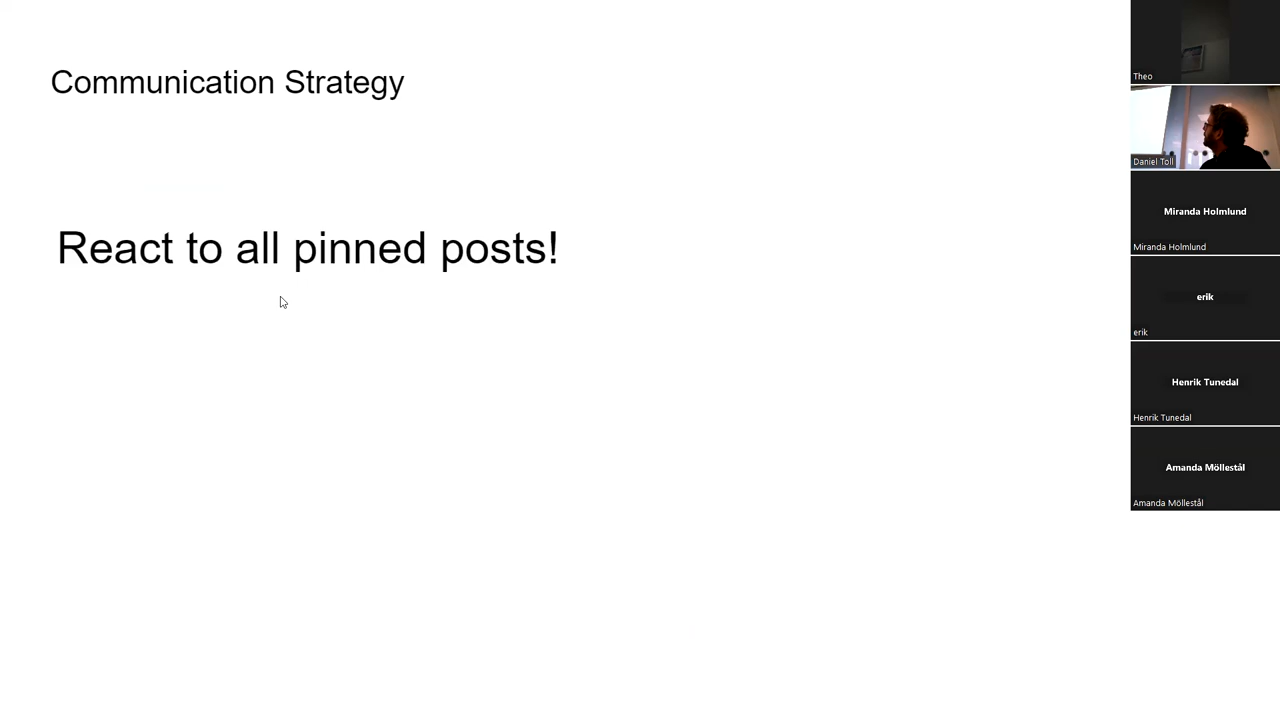 Communication Strategy
React to all pinned posts!
Theo
Daniel Toll
Miranda Holmlund
Miranda Holmlund
erik
erik
Henrik Tunedal
Henrik Tunedal
Amanda Möllestål
Amanda Möllestål